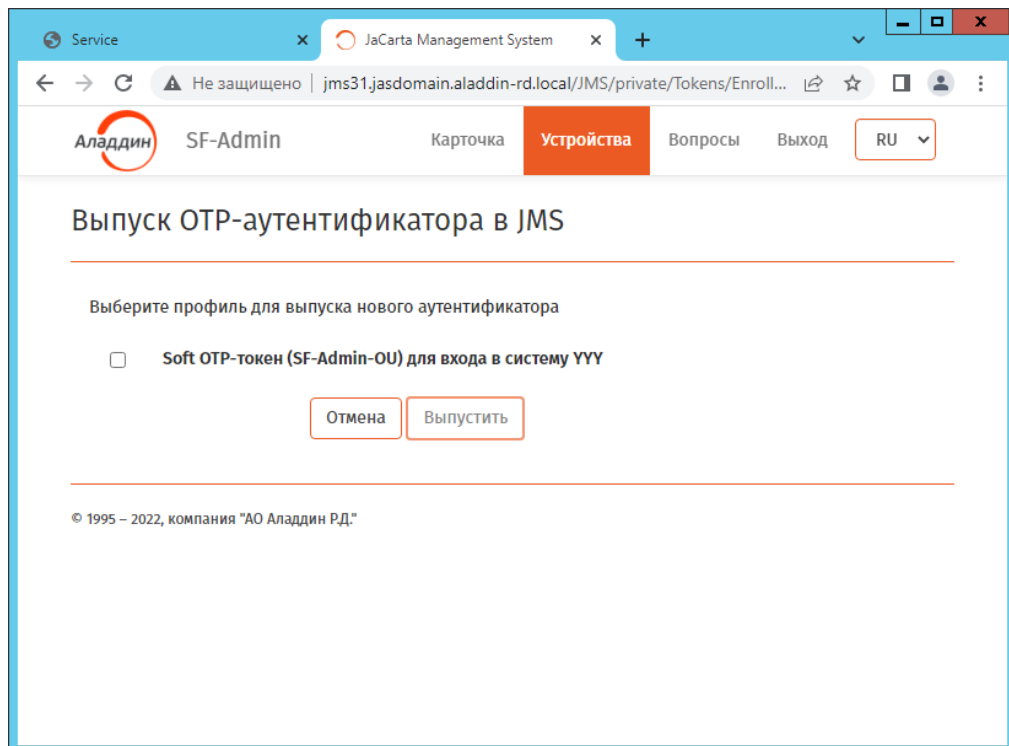 Service
JaCarta Management System
Не защищено | jms31.jasdomain.aladdin-rd.local/JMS/private/Tokens/Enroll...
Аладдин SF-Admin Карточка Устройства Вопросы Выход RU
Выпуск OTP-аутентификатора в JMS
Выберите профиль для выпуска нового аутентификатора
Soft OTP-токен (SF-Admin-OU) для входа в систему YYY
Отмена Выпустить
© 1995 – 2022, компания "АО Аладдин Р.Д."